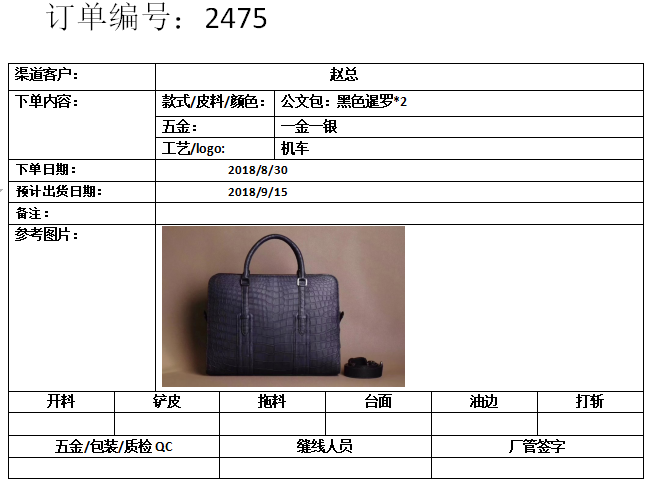 订单编号：2475
渠道客户： 赵总
下单内容： 款式/皮料/颜色： 公文包：黑色暹罗*2
五金： 一金一银
工艺/logo: 机车
下单日期： 2018/8/30
预计出货日期： 2018/9/15
备注：
参考图片：
开料 铲皮 拖料 台面 油边 打斩
五金/包装/质检 QC 缝线人员 厂管签字